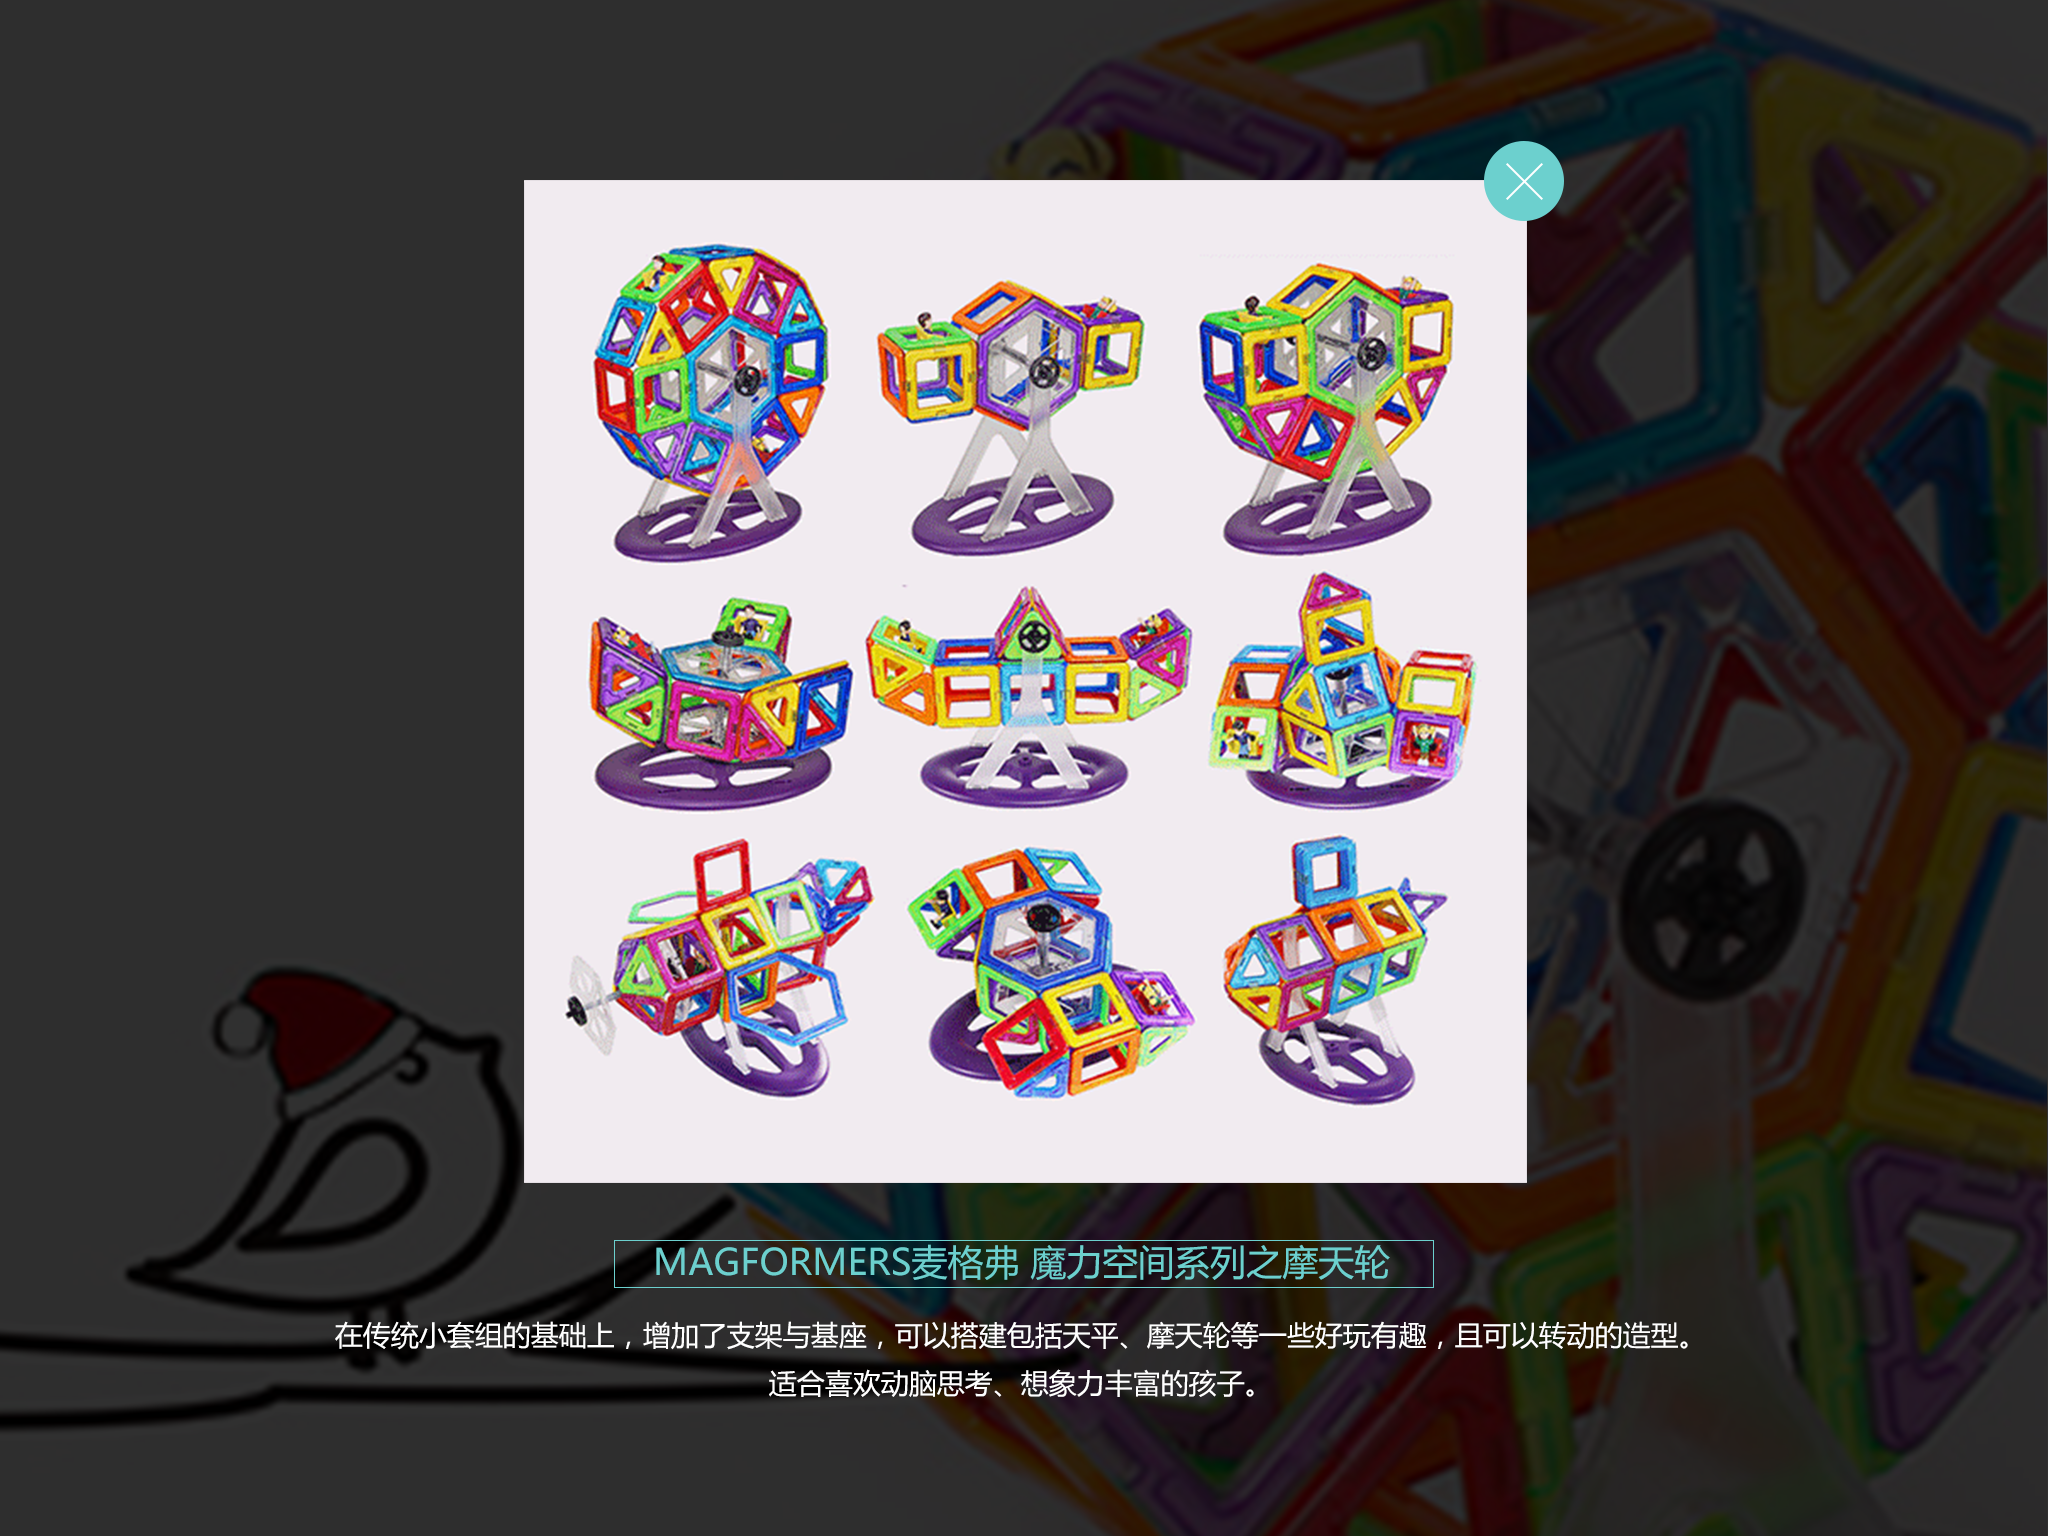 MAGFORMERS麦格弗 魔力空间系列之摩天轮
在传统小套组的基础上，增加了支架与基座，可以搭建包括天平、摩天轮等一些好玩有趣，且可以转动的造型。
适合喜欢动脑思考、想象力丰富的孩子。